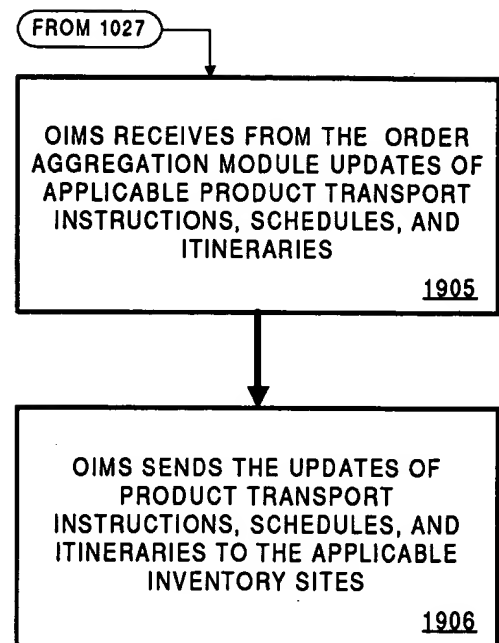 FROM 1027
OIMS RECEIVES FROM THE ORDER
AGGREGATION MODULE UPDATES OF
APPLICABLE PRODUCT TRANSPORT
INSTRUCTIONS, SCHEDULES, AND
ITINERARIES
1905
OIMS SENDS THE UPDATES OF
PRODUCT TRANSPORT
INSTRUCTIONS, SCHEDULES, AND
ITINERARIES TO THE APPLICABLE
INVENTORY SITES
1906